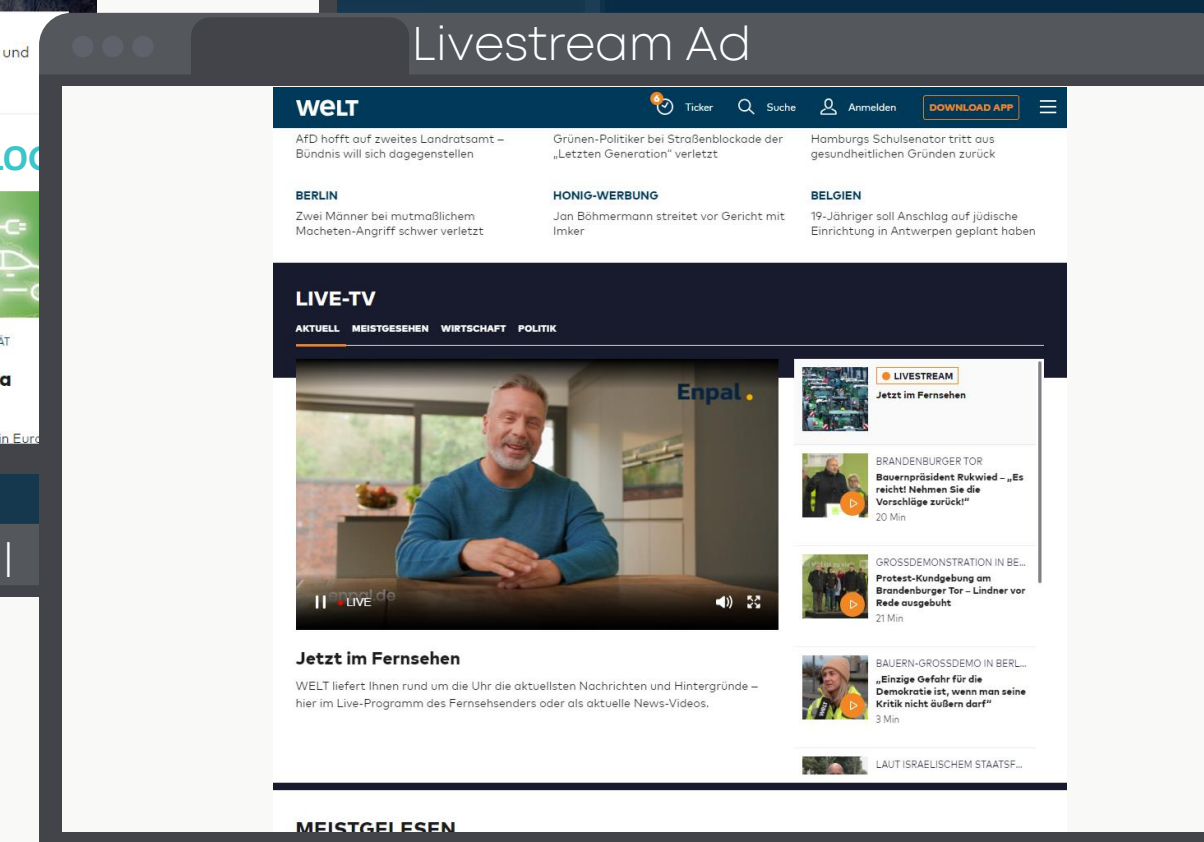 und
LOG
ÄT
a
in Euro
Livestream Ad
WELT
6
Ticker
Suche
Anmelden
DOWNLOAD APP
AfD hofft auf zweites Landratsamt –
Bündnis will sich dagegenstellen
Grünen-Politiker bei Straßenblockade der
„Letzten Generation“ verletzt
Hamburgs Schulsenator tritt aus
gesundheitlichen Gründen zurück
BERLIN
Zwei Männer bei mutmaßlichem
Macheten-Angriff schwer verletzt
HONIG-WERBUNG
Jan Böhmermann streitet vor Gericht mit
Imker
BELGIEN
19-Jähriger soll Anschlag auf jüdische
Einrichtung in Antwerpen geplant haben
LIVE-TV
AKTUELL MEISTGESEHEN WIRTSCHAFT POLITIK
Enpal.
enpal.de
LIVE
Jetzt im Fernsehen
WELT liefert Ihnen rund um die Uhr die aktuellsten Nachrichten und Hintergründe –
hier im Live-Programm des Fernsehsenders oder als aktuelle News-Videos.
LIVESTREAM
Jetzt im Fernsehen
BRANDENBURGER TOR
Bauernpräsident Rukwied – „Es
reicht! Nehmen Sie die
Vorschläge zurück!“
20 Min
GROSSDEMONSTRATION IN BE...
Protest-Kundgebung am
Brandenburger Tor – Lindner vor
Rede ausgebuht
21 Min
BAUERN-GROSSDEMO IN BERL...
„Einzige Gefahr für die
Demokratie ist, wenn man seine
Kritik nicht äußern darf“
3 Min
LAUT ISRAELISCHEM STAATSF...
MEISTGELESEN